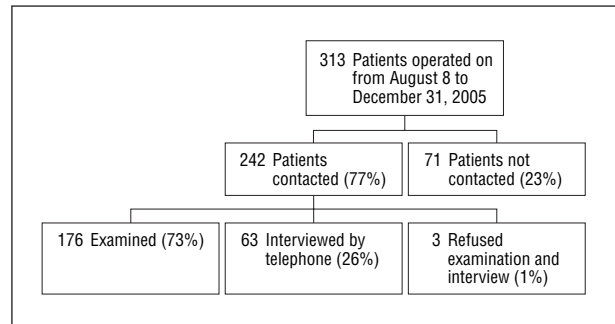 313 Patients operated on
from August 8 to
December 31, 2005
242 Patients
contacted (77%)
71 Patients not
contacted (23%)
176 Examined (73%)
63 Interviewed by
telephone (26%)
3 Refused
examination and
interview (1%)